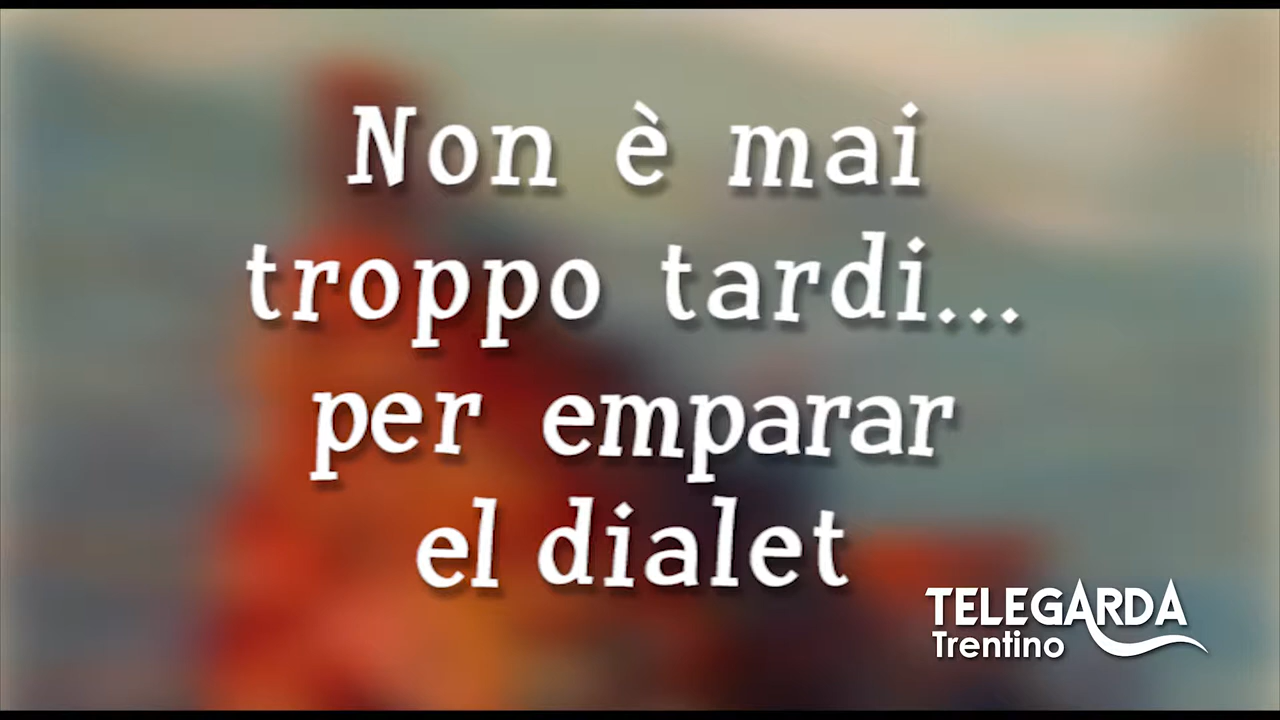 Non è mai
troppo tardi...
per emparar
el dialet
TELEGARDA
Trentino